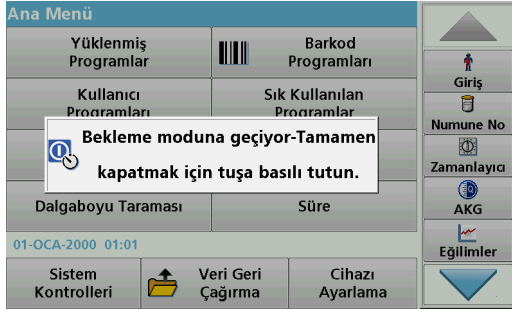 Ana Menü
Yüklenmiş
Programlar
Barkod
Programları
Kullanıcı
Programları
Sık Kullanılan
Programlar
Bekleme moduna geçiyor-Tamamen
kapatmak için tuşa basılı tutun.
Dalgaboyu Taraması
Süre
01-OCA-2000 01:01
Sistem
Kontrolleri
Veri Geri
Çağırma
Cihazı
Ayarlama
Giriş
Numune No
Zamanlayıcı
AKG
Eğilimler